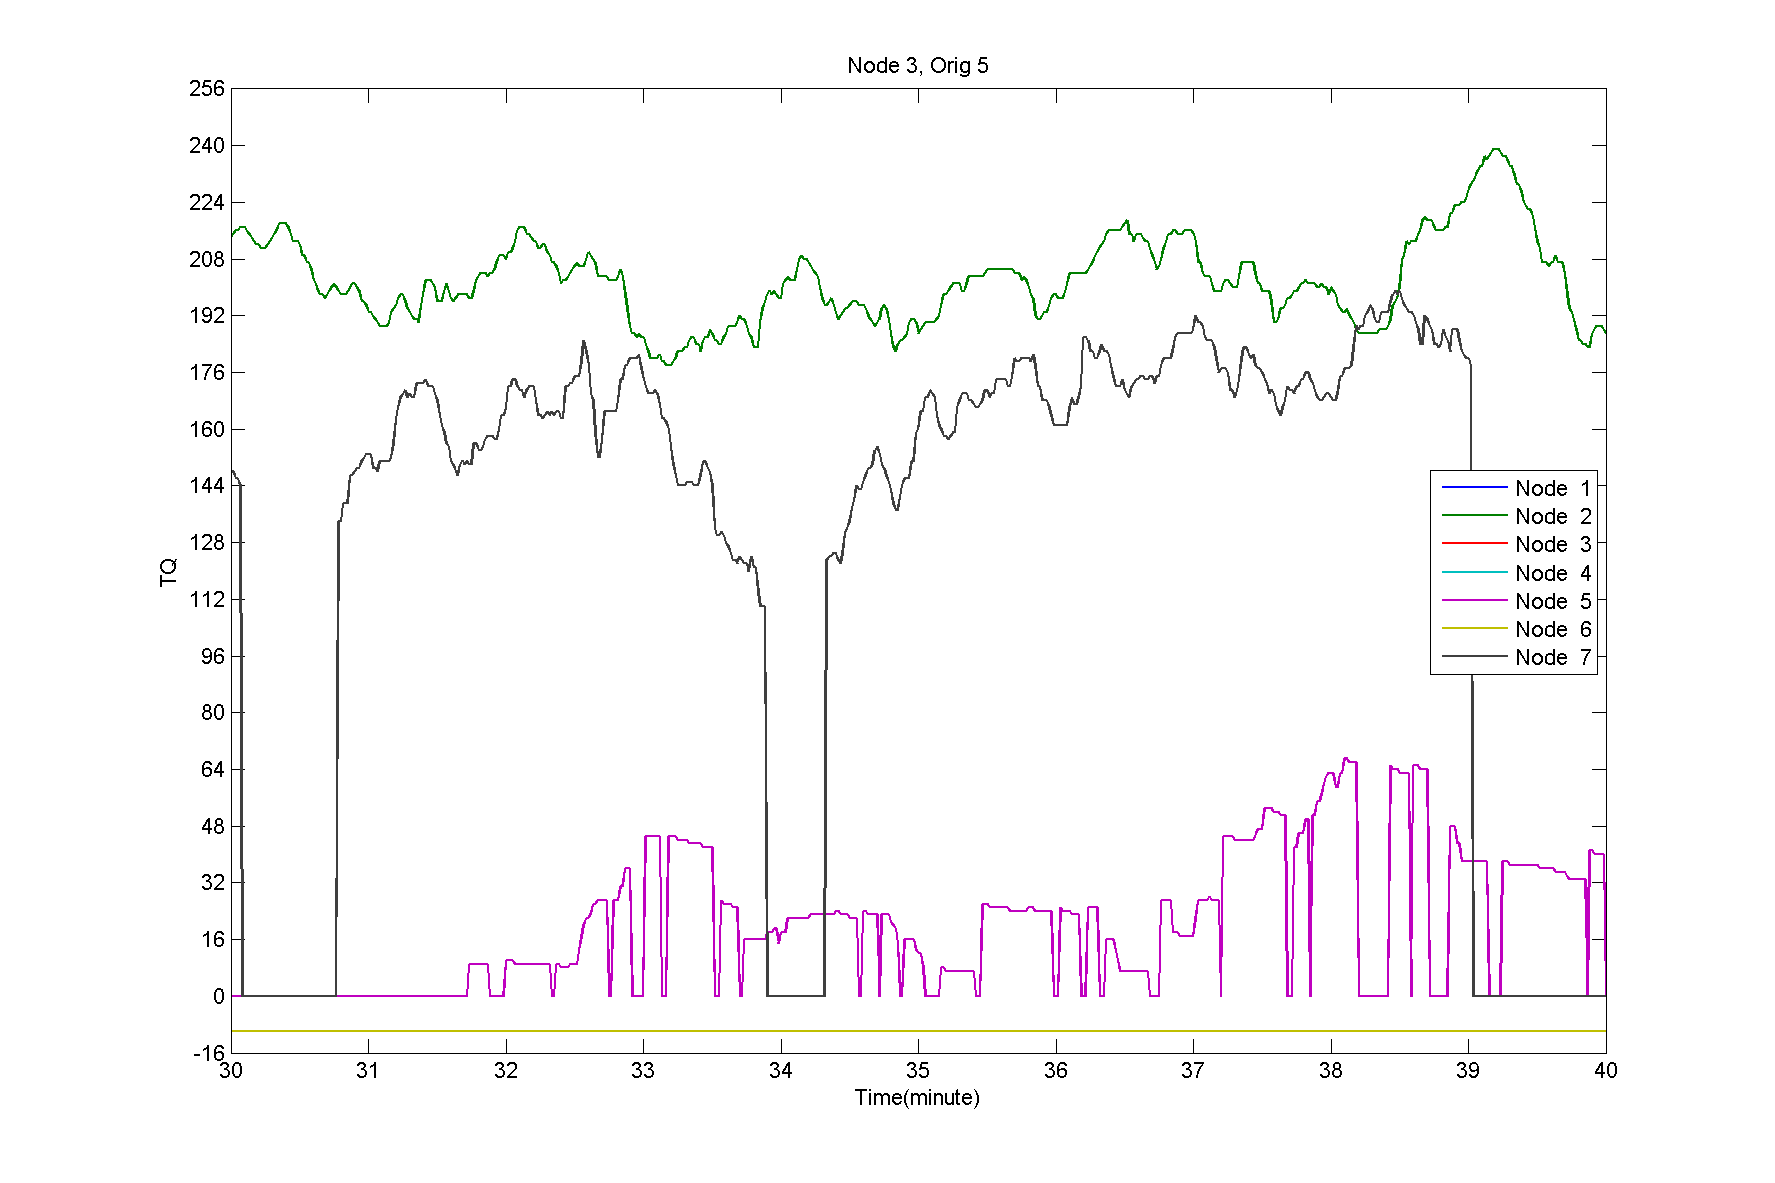 Node 3, Orig 5
256
240
224
208
192
176
160
144
128
112
96
80
64
48
32
16
0
-16
TQ
Node 1
Node 2
Node 3
Node 4
Node 5
Node 6
Node 7
30 31 32 33 34 35 36 37 38 39 40
Time(minute)